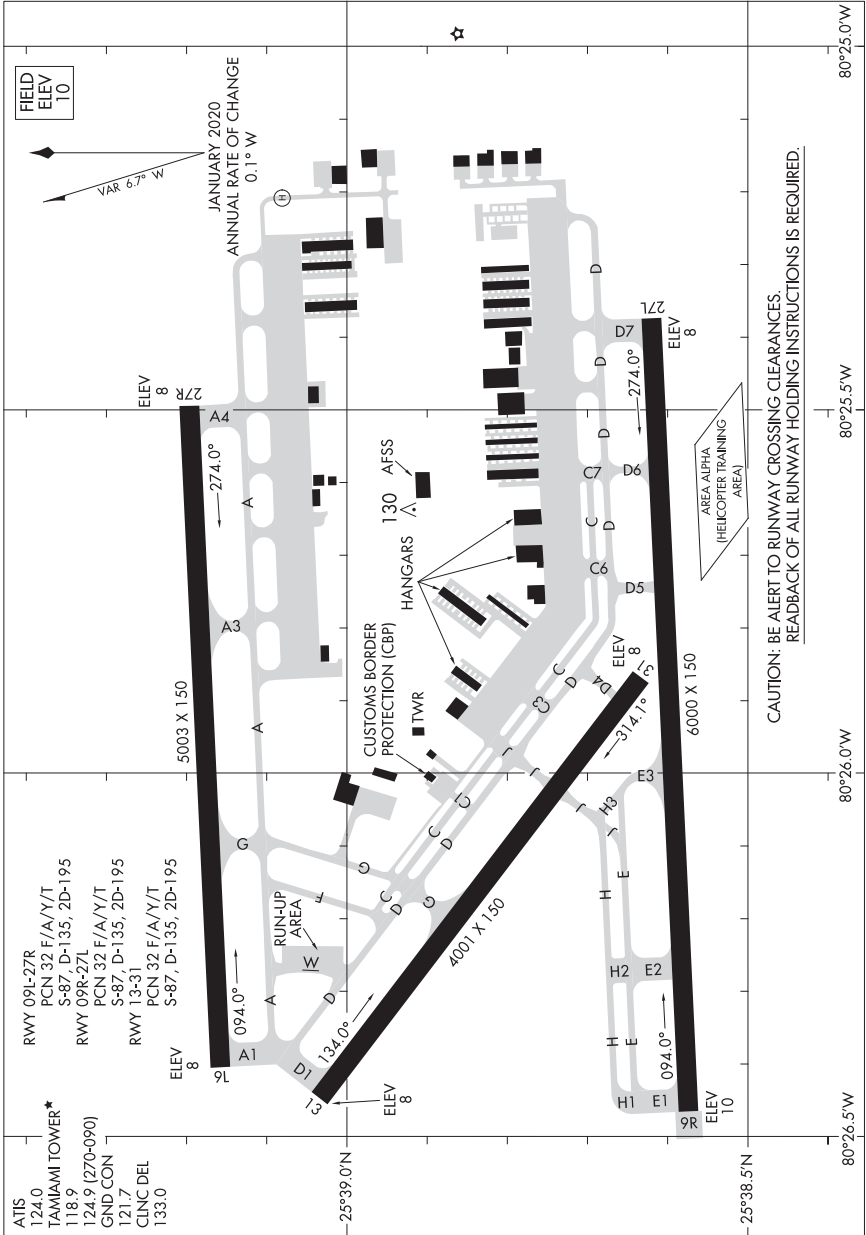 ATIS
124.0
TAMIAMI TOWER★
118.9
124.9 (270-090)
GND CON
121.7
CLNC DEL
133.0
RWY 09L-27R
PCN 32 F/A/Y/T
S-87, D-135, 2D-195
RWY 09R-27L
PCN 32 F/A/Y/T
S-87, D-135, 2D-195
RWY 13-31
PCN 32 F/A/Y/T
S-87, D-135, 2D-195
FIELD
ELEV
10
VAR 6.7° W
JANUARY 2020
ANNUAL RATE OF CHANGE
0.1° W
H
ELEV
8
9L
094.0°
5003 X 150
274.0°
27R
ELEV
8
A1
A
A
A3
A
A4
G
F
G
RUN-UP
AREA
W
D
D1
13
134.0°
ELEV
8
C
D
G
C
D
C1
4001 X 150
J
J
J
C3
C
D
D4
314.1°
31
ELEV
8
CUSTOMS BORDER
PROTECTION (CBP)
TWR
HANGARS
130
AFSS
C6
C
D
C7
D
D
D
D5
D6
D7
27L
ELEV
8
274.0°
6000 X 150
H3
E3
J
H
E
H2
E2
H
E
H1
E1
094.0°
9R
ELEV
10
AREA ALPHA
(HELICOPTER TRAINING
AREA)
CAUTION: BE ALERT TO RUNWAY CROSSING CLEARANCES.
READBACK OF ALL RUNWAY HOLDING INSTRUCTIONS IS REQUIRED.
25°39.0'N
25°38.5'N
80°26.5'W
80°26.0'W
80°25.5'W
80°25.0'W